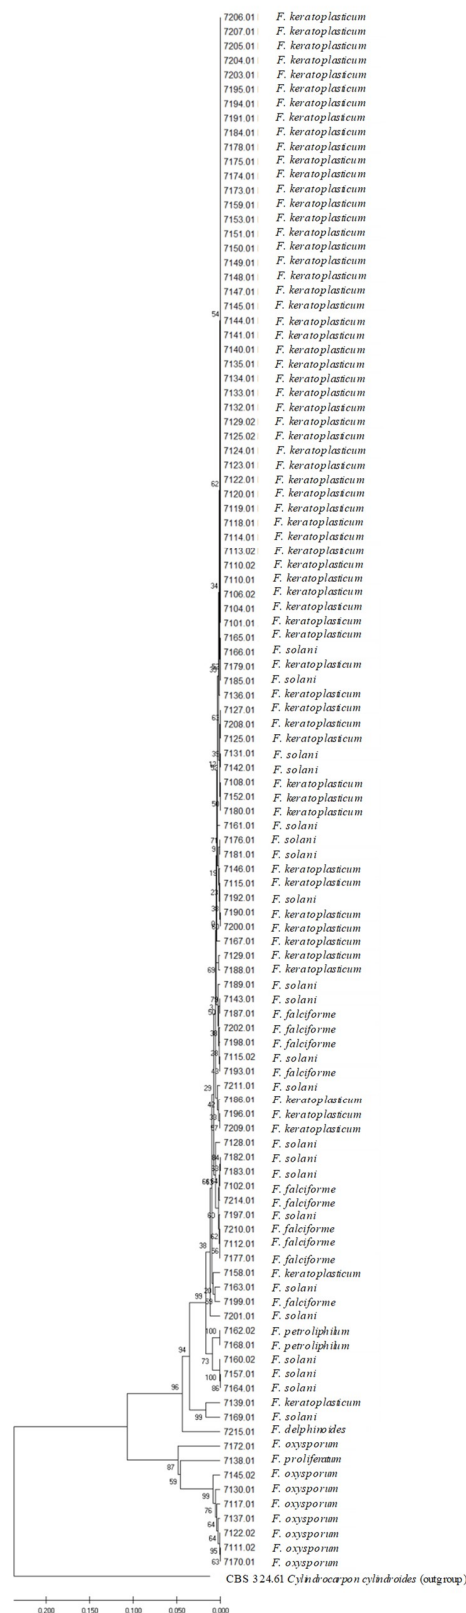 7206.01 F. keratoplasticum
7207.01 F. keratoplasticum
7205.01 F. keratoplasticum
7204.01 F. keratoplasticum
7203.01 F. keratoplasticum
7195.01 F. keratoplasticum
7194.01 F. keratoplasticum
7191.01 F. keratoplasticum
7184.01 F. keratoplasticum
7178.01 F. keratoplasticum
7175.01 F. keratoplasticum
7174.01 F. keratoplasticum
7173.01 F. keratoplasticum
7159.01 F. keratoplasticum
7153.01 F. keratoplasticum
7151.01 F. keratoplasticum
7150.01 F. keratoplasticum
7149.01 F. keratoplasticum
7148.01 F. keratoplasticum
7147.01 F. keratoplasticum
7145.01 F. keratoplasticum
54
7144.01 F. keratoplasticum
7141.01 F. keratoplasticum
7140.01 F. keratoplasticum
7135.01 F. keratoplasticum
7134.01 F. keratoplasticum
7133.01 F. keratoplasticum
7132.01 F. keratoplasticum
7129.02 F. keratoplasticum
7125.02 F. keratoplasticum
7124.01 F. keratoplasticum
7123.01 F. keratoplasticum
7122.01 F. keratoplasticum
62
7120.01 F. keratoplasticum
7119.01 F. keratoplasticum
7118.01 F. keratoplasticum
7114.01 F. keratoplasticum
7113.02 F. keratoplasticum
7110.02 F. keratoplasticum
7110.01 F. keratoplasticum
34
7106.02 F. keratoplasticum
7104.01 F. keratoplasticum
7101.01 F. keratoplasticum
7165.01 F. keratoplasticum
7166.01 F. solani
7179.01 F. keratoplasticum
7185.01 F. solani
7136.01 F. keratoplasticum
7127.01 F. keratoplasticum
63
7208.01 F. keratoplasticum
7125.01 F. keratoplasticum
7131.01 F. solani
7142.01 F. solani
7108.01 F. keratoplasticum
7152.01 F. keratoplasticum
7180.01 F. keratoplasticum
7161.01 F. solani
7176.01 F. solani
71
7181.01 F. solani
7146.01 F. keratoplasticum
19
7115.01 F. keratoplasticum
23
7192.01 F. solani
7190.01 F. keratoplasticum
7200.01 F. keratoplasticum
7167.01 F. keratoplasticum
7129.01 F. keratoplasticum
69
7188.01 F. keratoplasticum
7189.01 F. solani
7143.01 F. solani
7187.01 F. falciforme
7202.01 F. falciforme
7198.01 F. falciforme
7115.02 F. solani
7193.01 F. falciforme
29
7211.01 F. solani
7186.01 F. keratoplasticum
7196.01 F. keratoplasticum
7209.01 F. keratoplasticum
57
7128.01 F. solani
7182.01 F. solani
7183.01 F. solani
7102.01 F. falciforme
7214.01 F. falciforme
7197.01 F. solani
7210.01 F. falciforme
62
7112.01 F. falciforme
38
56
7177.01 F. falciforme
7158.01 F. keratoplasticum
7163.01 F. solani
99
7199.01 F. falciforme
7201.01 F. solani
100
7162.02 F. petroliphilum
7168.01 F. petroliphilum
94
7160.02 F. solani
73
7157.01 F. solani
100
7164.01 F. solani
86
96
7139.01 F. keratoplasticum
7169.01 F. solani
99
7215.01 F. delphinoides
7172.01 F. oxysporum
7138.01 F. proliferatum
87
7145.02 F. oxysporum
59
7130.01 F. oxysporum
99
7117.01 F. oxysporum
76
7137.01 F. oxysporum
64
7122.02 F. oxysporum
64
7111.02 F. oxysporum
95
7170.01 F. oxysporum
63
CBS 324.61 Cylindrocarpon cylindroides (outgroup)
0.200 0.150 0.100 0.050 0.000